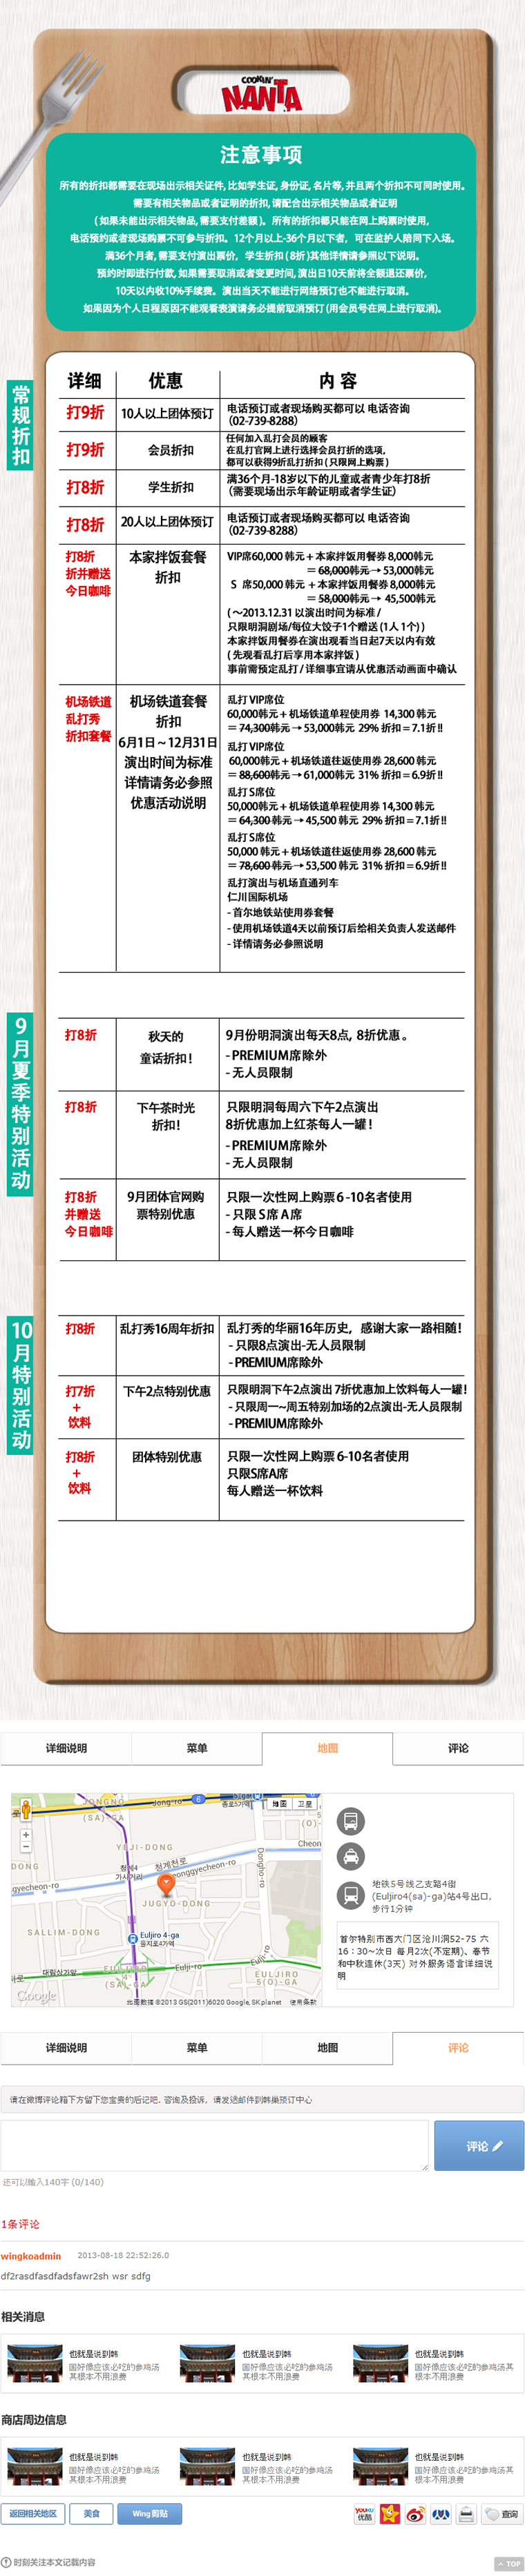 COOKIN'
NANTA
注意事项
所有的折扣都需要在现场出示相关证件, 比如学生证, 身份证, 名片等, 并且两个折扣不可同时使用。
需要有相关物品或者证明的折扣, 请配合出示相关物品或者证明
( 如果未能出示相关物品, 需要支付差额 )。所有的折扣都只能在网上购票时使用,
电话预约或者现场购票不可参与折扣。12个月以上-36个月以下者，可在监护人陪同下入场。
满36个月者, 需要支付演出票价，学生折扣 ( 8折 )其他详情请参照以下说明。
预约时即进行付款, 如果需要取消或者变更时间, 演出日10天前将全额退还票价,
10天以内收10%手续费。演出当天不能进行网络预订也不能进行取消。
如果因为个人日程原因不能观看表演请务必提前取消预订 (用会员号在网上进行取消)。
常规折扣
详细 优惠 内 容
打9折 10人以上团体预订 电话预订或者现场购买都可以 电话咨询
(02-739-8288)
打9折 会员折扣 任何加入乱打会员的顾客
在乱打官网上进行选择会员打折的选项,
都可以获得9折乱打折扣 ( 只限网上购票 )
打8折 学生折扣 满36个月-18岁以下的儿童或者青少年打8折
(需要现场出示年龄证明或者学生证)
打8折 20人以上团体预订 电话预订或者现场购买都可以 电话咨询
(02-739-8288)
打8折
折并赠送
今日咖啡
本家拌饭套餐
折扣
VIP席60,000 韩元 + 本家拌饭用餐券 8,000韩元
＝ 68,000韩元→ 53,000韩元
S 席50,000 韩元 + 本家拌饭用餐券 8,000韩元
＝ 58,000韩元 → 45,500韩元
( ～2013.12.31 以演出时间为标准 /
只限明洞剧场/每位大饺子1个赠送 (1人 1个) )
本家拌饭用餐券在演出观看当日起7天以内有效
( 先观看乱打后享用本家拌饭 )
事前需预定乱打 / 详细事宜请从优惠活动画面中确认
机场铁道
乱打秀
折扣套餐
机场铁道套餐
折扣
6月1日～12月31日
演出时间为标准
详情请务必参照
优惠活动说明
乱打 VIP席位
60,000韩元 + 机场铁道单程使用券 14,300 韩元
＝ 74,300韩元 → 53,000韩元 29% 折扣 = 7.1折!!
乱打 VIP席位
60,000韩元 + 机场铁道往返使用券 28,600 韩元
＝ 88,600韩元 → 61,000韩元 31% 折扣 = 6.9折!!
乱打 S席位
50,000韩元 + 机场铁道单程使用券 14,300 韩元
＝ 64,300 韩元 → 45,500 韩元 29% 折扣 = 7.1折!!
乱打 S席位
50,000 韩元 + 机场铁道往返使用券 28,600 韩元
＝ 78,600 韩元 → 53,500 韩元 31% 折扣 = 6.9折!!
乱打演出与机场直通列车
仁川国际机场
- 首尔地铁站使用券套餐
- 使用机场铁道4天以前预订后给相关负责人发送邮件
- 详情请务必参照说明
9月夏季特别活动
打8折 秋天的
童话折扣！
9月份明洞演出每天8点, 8折优惠。
- PREMIUM席除外
- 无人员限制
打8折 下午茶时光
折扣！
只限明洞每周六下午2点演出
8折优惠加上红茶每人一罐！
- PREMIUM席除外
- 无人员限制
打8折
并赠送
今日咖啡
9月团体官网购
票特别优惠
只限一次性网上购票 6 -10名者使用
- 只限 S席 A席
- 每人赠送一杯今日咖啡
10月特别活动
打8折 乱打秀16周年折扣 乱打秀的华丽16年历史，感谢大家一路相随！
- 只限8点演出-无人员限制
- PREMIUM席除外
打7折
+
饮料
下午2点特别优惠
只限明洞下午2点演出 7折优惠加上饮料每人一罐！
- 只限周一~周五特别加场的2点演出-无人员限制
- PREMIUM席除外
打8折
+
饮料
团体特别优惠
只限一次性网上购票 6-10名者使用
只限S席A席
每人赠送一杯饮料
详细说明 菜单 地图 评论
地图 卫星
JONGNO
(SA)-GA
Jong-ro
YEJI-DONG
청계천로
Cheonggyecheon-ro
Dongho-ro
JUGYO-DONG
SALLIM-DONG
Euljiro 4-ga
을지로4가역
Eulji-ro
EULJIRO
5(O)-GA
Google
地图数据 ©2013 GS(2011)6020 Google, SK planet 使用条款
地铁5号线乙支路4街
(Euljiro4(sa)-ga)站4号出口,
步行1分钟
首尔特别市西大门区沧川洞52-75 六
16 : 30~次日 每月2次(不定期)、春节
和中秋连休(3天) 对外服务语言详细说
明
详细说明 菜单 地图 评论
请在微博评论箱下方留下您宝贵的后记吧. 咨询及投诉，请发送邮件到韩巢预订中心
评论
还可以输入140字 (0/140)
1条评论
wingkoadmin 2013-08-18 22:52:26.0
df2rasdfasdfadsfawr2sh wsr sdfg
相关消息
也就是说到韩
国好像应该必吃的参鸡汤
其根本不用浪费
也就是说到韩
国好像应该必吃的参鸡汤
其根本不用浪费
也就是说到韩
国好像应该必吃的参鸡汤其
根本不用浪费
商店周边信息
也就是说到韩
国好像应该必吃的参鸡汤
其根本不用浪费
也就是说到韩
国好像应该必吃的参鸡汤
其根本不用浪费
也就是说到韩
国好像应该必吃的参鸡汤其
根本不用浪费
返回相关地区 美食 Wing剪贴 YOUKU 优酷 查询
时刻关注本文记载内容 TOP